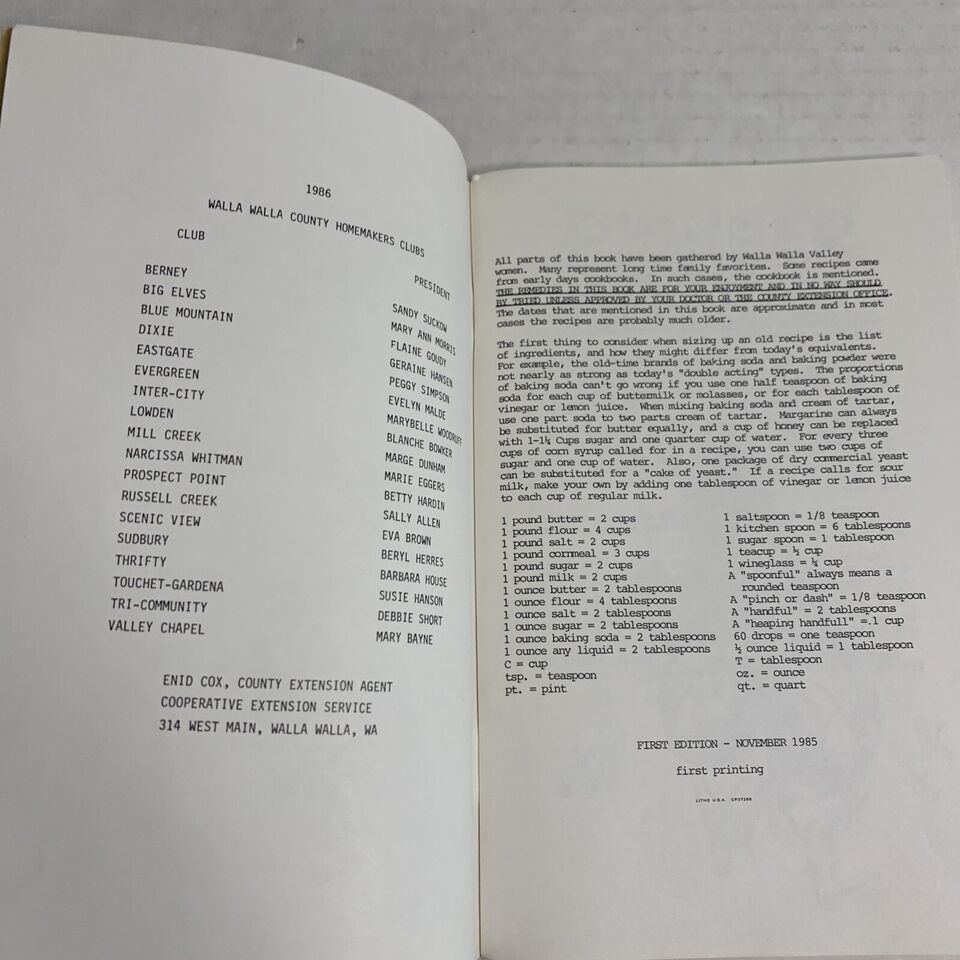 1986
WALLA WALLA COUNTY HOMEMAKERS CLUBS
CLUB PRESIDENT
BERNEY SANDY SUCKOW
BIG ELVES MARY ANN MORRIS
BLUE MOUNTAIN FLAINE GOUDY
DIXIE GERAINE HANSEN
EASTGATE PEGGY SIMPSON
EVERGREEN EVELYN MALDE
INTER-CITY MARYBELLE WOODRUFF
LOWDEN BLANCHE BOWKER
MILL CREEK MARGE DUNHAM
NARCISSA WHITMAN MARIE EGGERS
PROSPECT POINT BETTY HARDIN
RUSSELL CREEK SALLY ALLEN
SCENIC VIEW EVA BROWN
SUDBURY BERYL HERRES
THRIFTY BARBARA HOUSE
TOUCHET-GARDENA SUSIE HANSON
TRI-COMMUNITY DEBBIE SHORT
VALLEY CHAPEL MARY BAYNE
ENID COX, COUNTY EXTENSION AGENT
COOPERATIVE EXTENSION SERVICE
314 WEST MAIN, WALLA WALLA, WA
All parts of this book have been gathered by Walla Walla Valley
women. Many represent long time family favorites. Some recipes came
from early days cookbooks. In such cases, the cookbook is mentioned.
THE REMEDIES IN THIS BOOK ARE FOR YOUR ENJOYMENT AND IN NO WAY SHOULD
BY TRIED UNLESS APPROVED BY YOUR DOCTOR OR THE COUNTY EXTENSION OFFICE.
The dates that are mentioned in this book are approximate and in most
cases the recipes are probably much older.
The first thing to consider when sizing up an old recipe is the list
of ingredients, and how they might differ from today's equivalents.
For example, the old-time brands of baking soda and baking powder were
not nearly as strong as today's "double acting" types. The proportions
of baking soda can't go wrong if you use one half teaspoon of baking
soda for each cup of buttermilk or molasses, or for each tablespoon of
vinegar or lemon juice. When mixing baking soda and cream of tartar,
use one part soda to two parts cream of tartar. Margarine can always
be substituted for butter equally, and a cup of honey can be replaced
with 1-1¼ Cups sugar and one quarter cup of water. For every three
cups of corn syrup called for in a recipe, you can use two cups of
sugar and one cup of water. Also, one package of dry commercial yeast
can be substituted for a "cake of yeast." If a recipe calls for sour
milk, make your own by adding one tablespoon of vinegar or lemon juice
to each cup of regular milk.
1 pound butter = 2 cups
1 pound flour = 4 cups
1 pound salt = 2 cups
1 pound cornmeal = 3 cups
1 pound sugar = 2 cups
1 pound milk = 2 cups
1 ounce butter = 2 tablespoons
1 ounce flour = 4 tablespoons
1 ounce salt = 2 tablespoons
1 ounce sugar = 2 tablespoons
1 ounce baking soda = 2 tablespoons
1 ounce any liquid = 2 tablespoons
C = cup
tsp. = teaspoon
pt. = pint
1 saltspoon = 1/8 teaspoon
1 kitchen spoon = 6 tablespoons
1 sugar spoon = 1 tablespoon
1 teacup = ½ cup
1 wineglass = ¼ cup
A "spoonful" always means a
rounded teaspoon
A "pinch or dash" = 1/8 teaspoon
A "handful" = 2 tablespoons
A "heaping handfull" =.1 cup
60 drops = one teaspoon
½ ounce liquid = 1 tablespoon
T = tablespoon
oz. = ounce
qt. = quart
FIRST EDITION - NOVEMBER 1985
first printing
LITHO U.S.A. CP37288